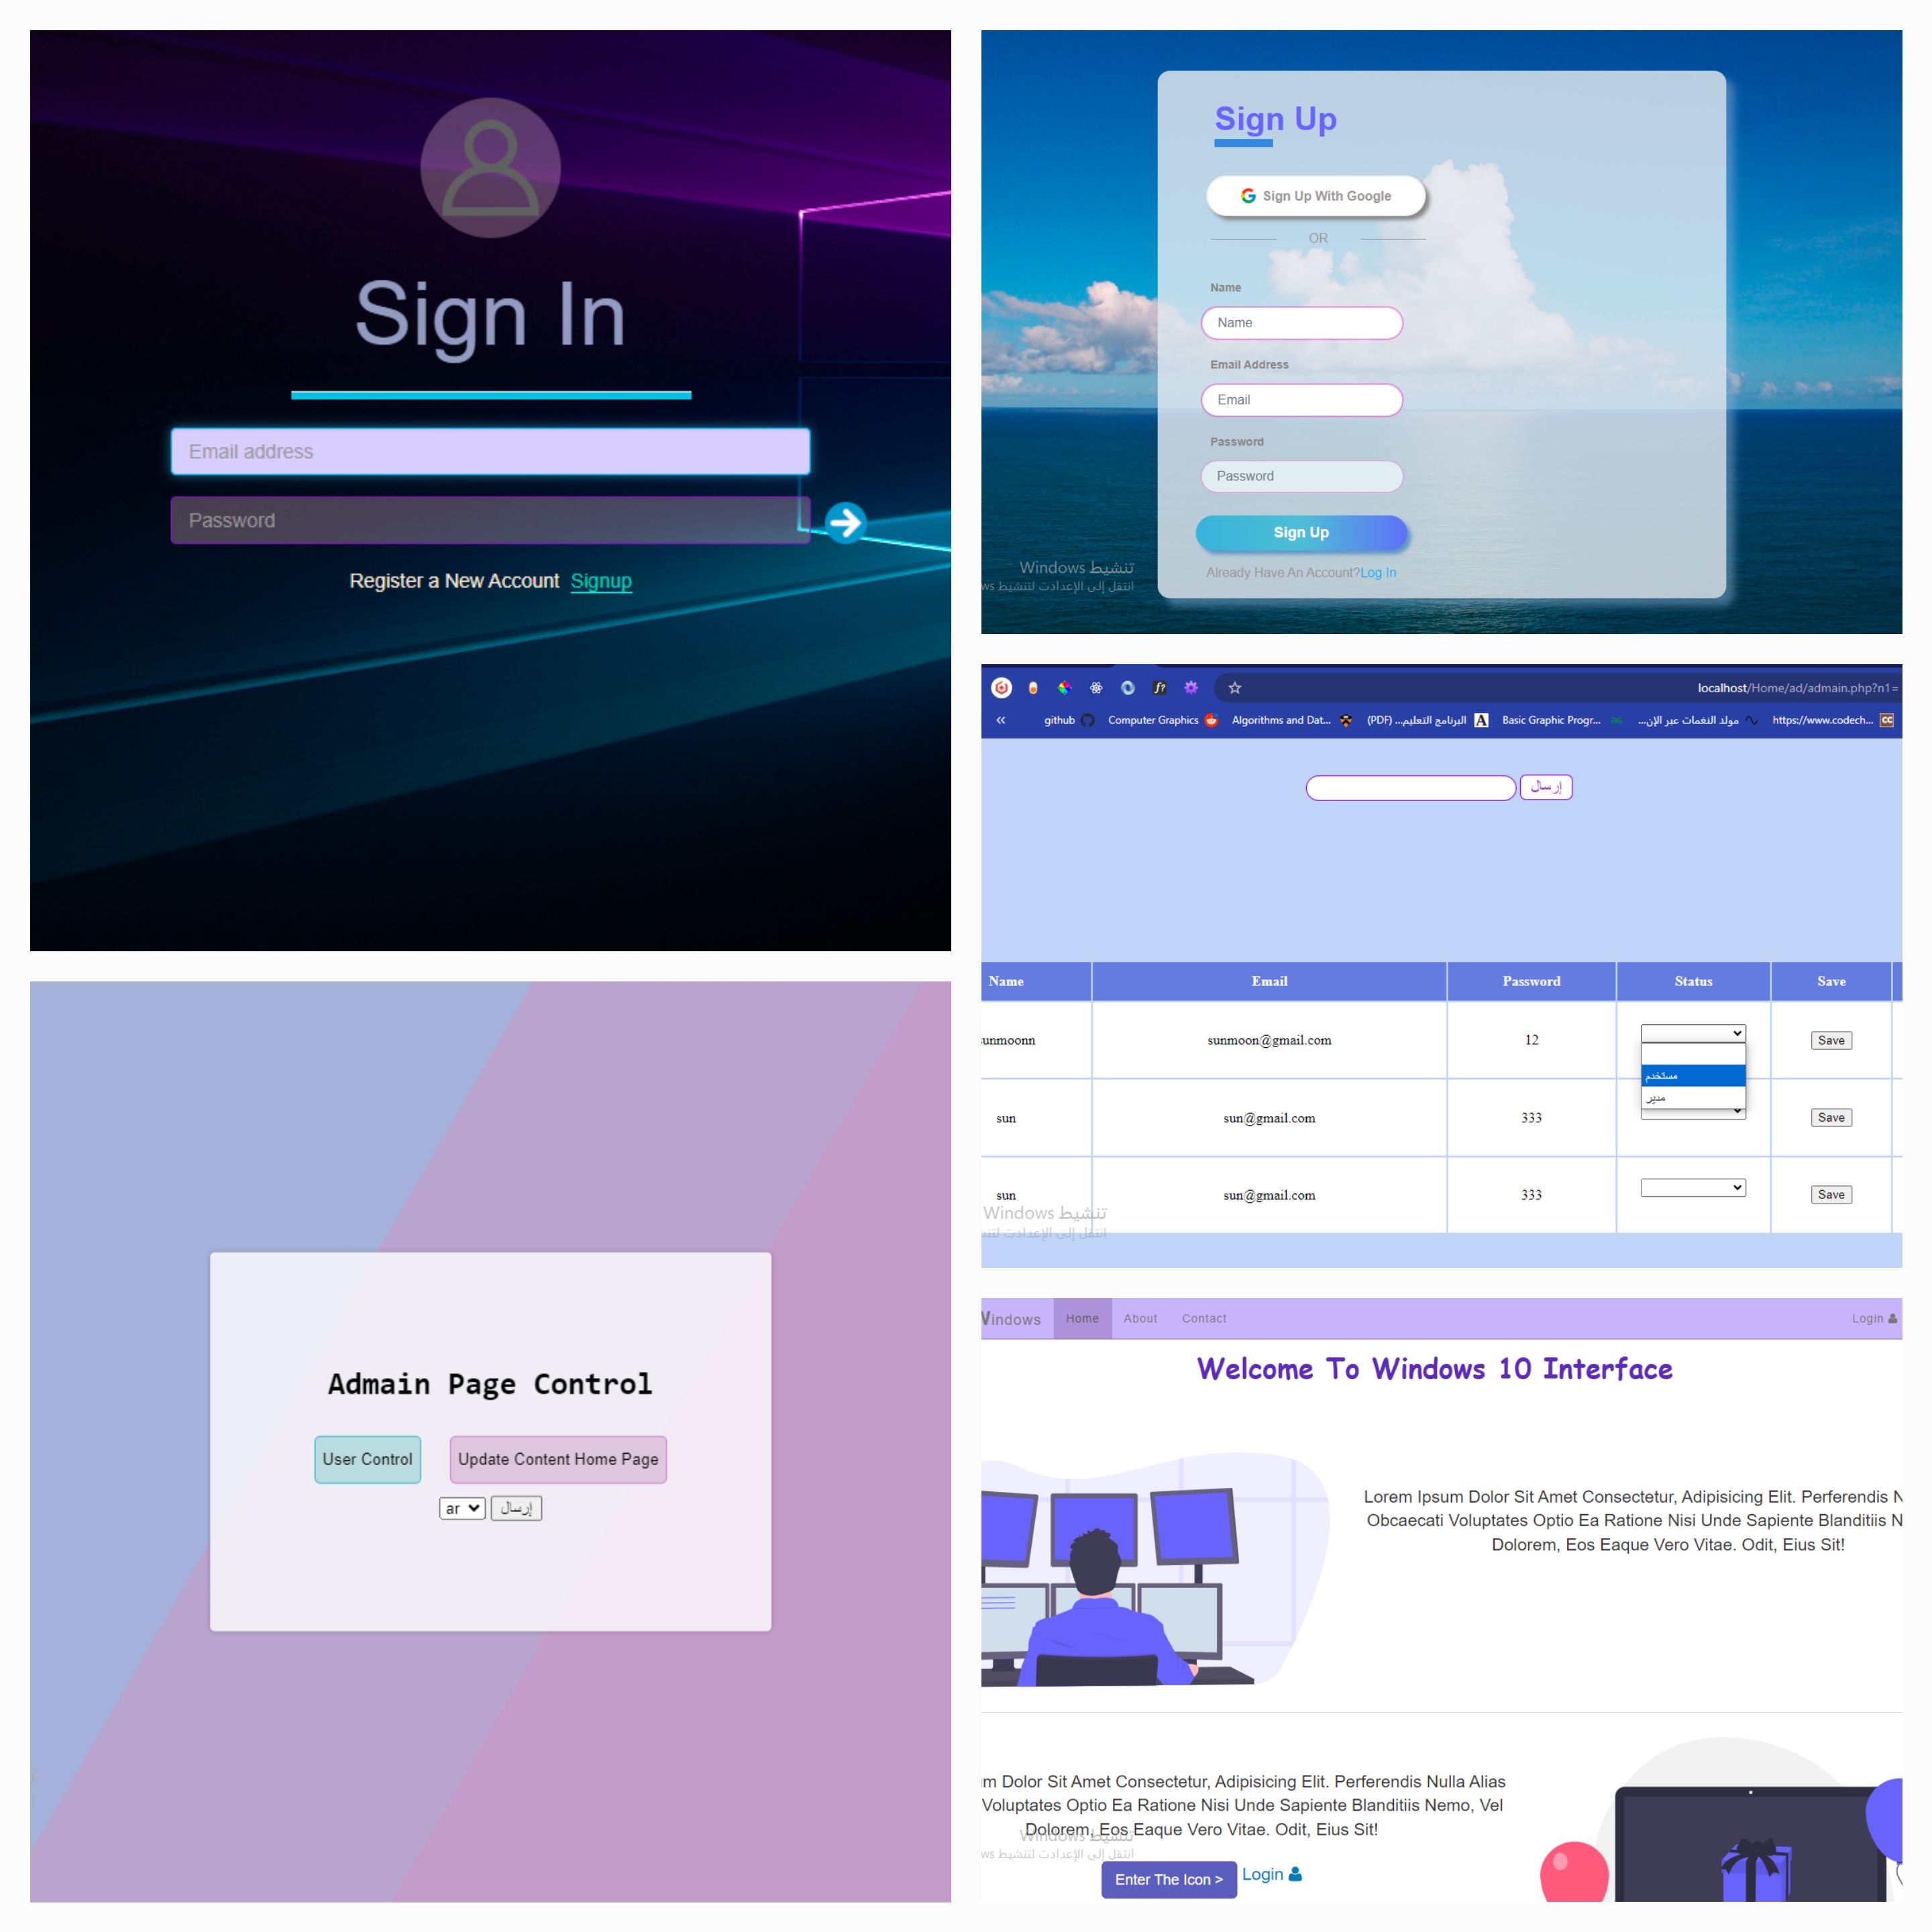 Sign In
Email address
Password
Register a New Account Signup
Sign Up
Sign Up With Google
OR
Name
Name
Email Address
Email
Password
Password
Sign Up
Already Have An Account?Log In
تنشيط Windows
انتقل إلى الإعدادت لتنشيط ws
localhost/Home/ad/admain.php?n1=
github
Computer Graphics
Algorithms and Dat...
(PDF) ...البرنامج التعليم
A
Basic Graphic Progr...
مولد النغمات عبر الإن...
https://www.codech...
CC
إرسال
Name Email Password Status Save
unmoonn sunmoon@gmail.com 12 Save
مستخدم
مدير
sun sun@gmail.com 333 Save
sun sun@gmail.com 333 Save
تنشيط Windows
انتقل إلى الإعدادت لتنش
Admain Page Control
User Control
Update Content Home Page
ar
إرسال
Windows Home About Contact Login
Welcome To Windows 10 Interface
Lorem Ipsum Dolor Sit Amet Consectetur, Adipisicing Elit. Perferendis N
Obcaecati Voluptates Optio Ea Ratione Nisi Unde Sapiente Blanditiis N
Dolorem, Eos Eaque Vero Vitae. Odit, Eius Sit!
m Dolor Sit Amet Consectetur, Adipisicing Elit. Perferendis Nulla Alias
Voluptates Optio Ea Ratione Nisi Unde Sapiente Blanditiis Nemo, Vel
Dolorem, Eos Eaque Vero Vitae. Odit, Eius Sit!
تنشيط Windows
انتقل إلى الإعدادت لتنشيط ws
Enter The Icon >
Login